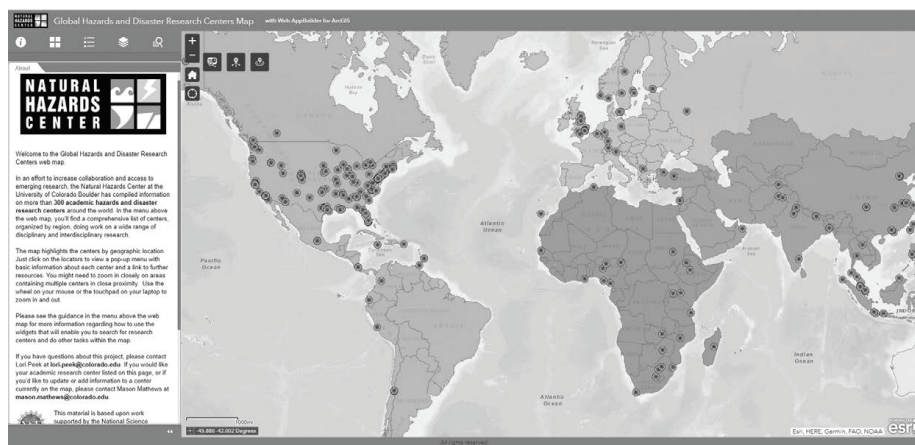 NATURAL
HAZARDS
CENTER
Global Hazards and Disaster Research Centers Map
with Web AppBuilder for ArcGIS
About
NATURAL
HAZARDS
CENTER
Welcome to the Global Hazards and Disaster Research
Centers web map.
In an effort to increase collaboration and access to
emerging research, the Natural Hazards Center at the
University of Colorado Boulder has compiled information
on more than 300 academic hazards and disaster
research centers around the world. In the menu above
the web map, you'll find a comprehensive list of centers,
organized by region, doing work on a wide range of
disciplinary and interdisciplinary research.
The map highlights the centers by geographic location.
Just click on the locators to view a pop-up menu with
basic information about each center and a link to further
resources. You might need to zoom in closely on areas
containing multiple centers in close proximity. Use the
wheel on your mouse or the touchpad on your laptop to
zoom in and out.
Please see the guidance in the menu above the web
map for more information regarding how to use the
widgets that will enable you to search for research
centers and do other tasks within the map.
If you have questions about this project, please contact
Lori Peek at lori.peek@colorado.edu. If you would like
your academic research center listed on this page, or if
you'd like to update or add information to a center
currently on the map, please contact Mason Mathews at
mason.mathews@colorado.edu
This material is based upon work
supported by the National Science
Norwegian
Sea
Davis
Strait
Hudson
Bay
Atlantic
Ocean
Pacific
Ocean
Arabian
Sea
Indian
Ocean
Atlantic
Ocean
-45.880 -42.002 Degrees
Esri, HERE, Garmin, FAO, NOAA
esri
All rights reserved